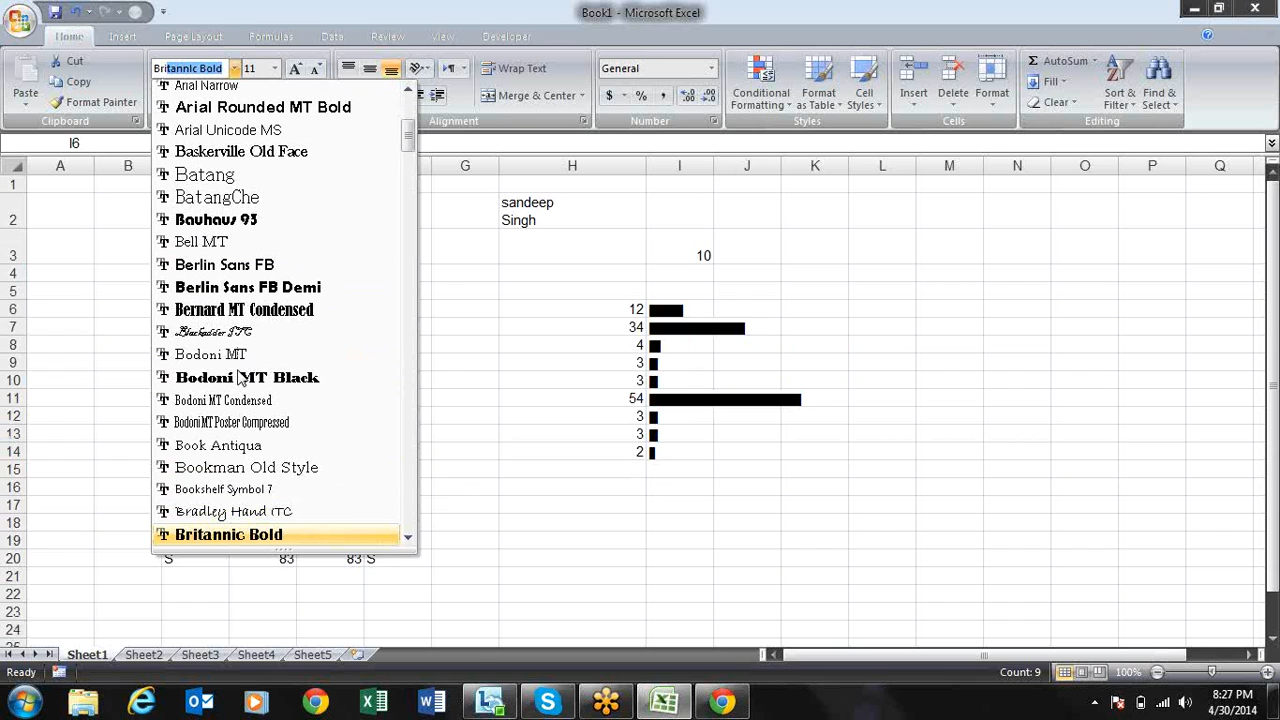 Book1 - Microsoft Excel
Home Insert Page Layout Formulas Data Review View Developer
Paste
Cut
Copy
Format Painter
Clipboard
Britannic Bold 11
Wrap Text
Merge & Center
Alignment
General
$ % ,
Number
Conditional Formatting
Format as Table
Cell Styles
Styles
Insert Delete Format
Cells
AutoSum
Fill
Clear
Sort & Filter
Find & Select
Editing
I6
Arial Narrow
Arial Rounded MT Bold
Arial Unicode MS
Baskerville Old Face
Batang
BatangChe
Bauhaus 93
Bell MT
Berlin Sans FB
Berlin Sans FB Demi
Bernard MT Condensed
Blackadder ITC
Bodoni MT
Bodoni MT Black
Bodoni MT Condensed
Bodoni MT Poster Compressed
Book Antiqua
Bookman Old Style
Bookshelf Symbol 7
Bradley Hand ITC
Britannic Bold
A B G H I J K L M N O P Q
1
2 sandeep
Singh
3 10
4
5
6 12
7 34
8 4
9 3
10 3
11 54
12 3
13 3
14 2
15
16
17
18
19
20 S 83 83 S
21
22
23
24
25
Sheet1 Sheet2 Sheet3 Sheet4 Sheet5
Ready Count: 9 100%
8:27 PM
4/30/2014